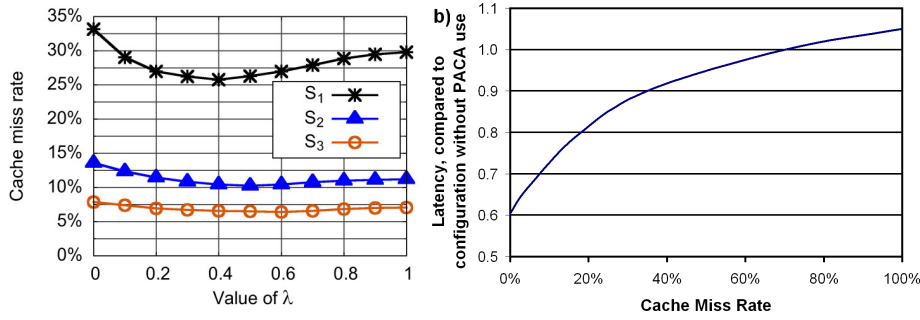 35%
30%
25%
20%
15%
10%
5%
0%
Cache miss rate
S1
S2
S3
0 0.2 0.4 0.6 0.8 1
Value of λ
b)
Latency, compared to
configuration without PACA use
1.1
1.0
0.9
0.8
0.7
0.6
0.5
0% 20% 40% 60% 80% 100%
Cache Miss Rate